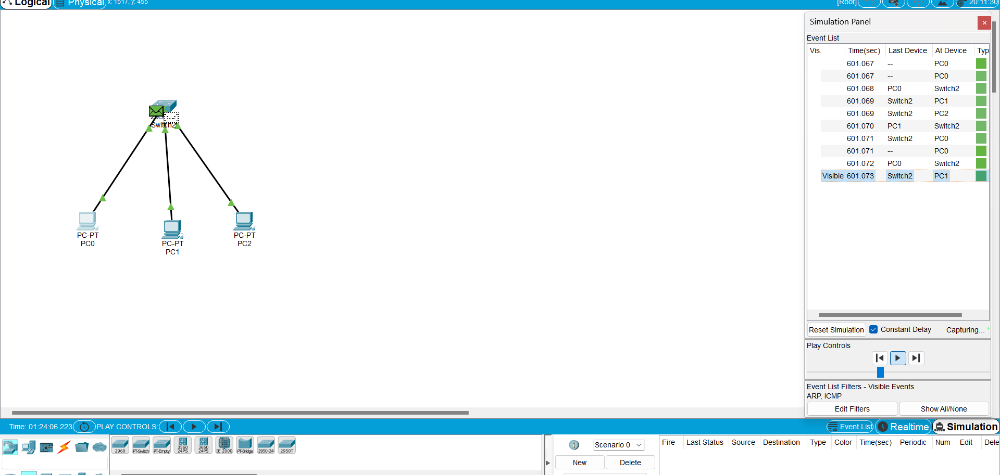 Logical
Physical
x: 1517, y: 455
[Root]
20:11:30
Switch2
PC-PT
PC0
PC-PT
PC1
PC-PT
PC2
Simulation Panel
Event List
Vis. Time(sec) Last Device At Device Typ
601.067 -- PC0
601.067 -- PC0
601.068 PC0 Switch2
601.069 Switch2 PC1
601.069 Switch2 PC2
601.070 PC1 Switch2
601.071 Switch2 PC0
601.071 -- PC0
601.072 PC0 Switch2
Visible 601.073 Switch2 PC1
Reset Simulation Constant Delay Capturing... *
Play Controls
Event List Filters - Visible Events
ARP, ICMP
Edit Filters Show All/None
Time: 01:24:06.223 PLAY CONTROLS:
Event List Realtime Simulation
2960 PT-Switch PT-Empty 3560 24PS 3650 24PS IE 2000 PT-Bridge 2950-24 2950T
Scenario 0
New Delete
Fire Last Status Source Destination Type Color Time(sec) Periodic Num Edit Dele